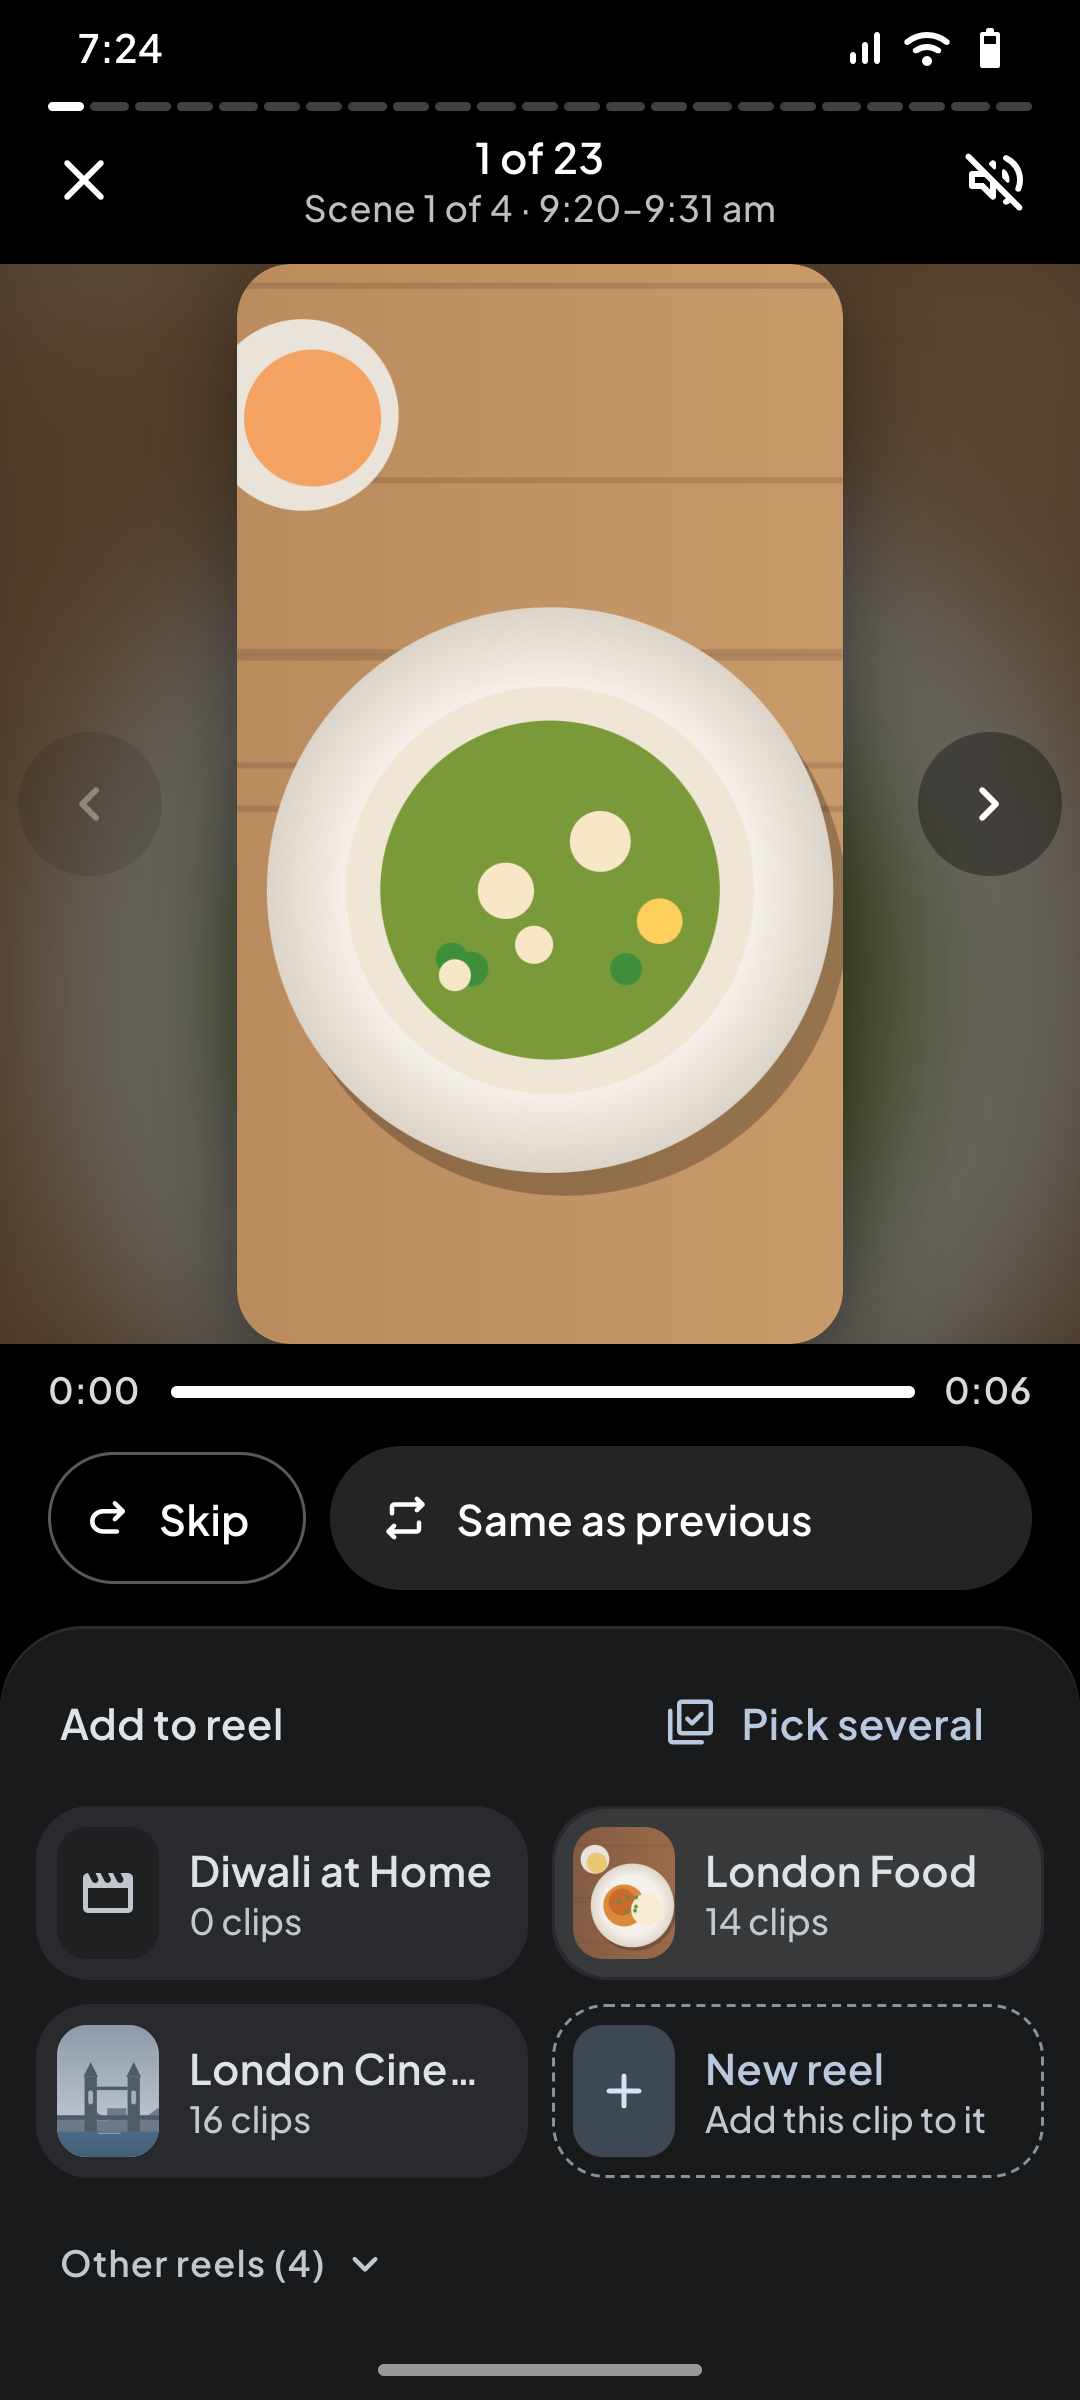 7:24
1 of 23
Scene 1 of 4 · 9:20–9:31 am
0:00
0:06
Skip
Same as previous
Add to reel
Pick several
Diwali at Home
0 clips
London Food
14 clips
London Cine...
16 clips
New reel
Add this clip to it
Other reels (4)